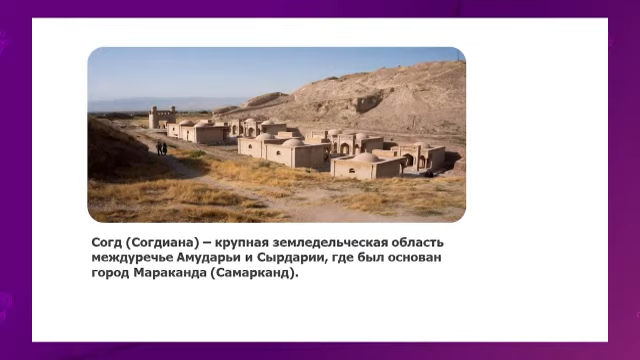 Согд (Согдиана) – крупная земледельческая область
междуречье Амударьи и Сырдарии, где был основан
город Мараканда (Самарканд).